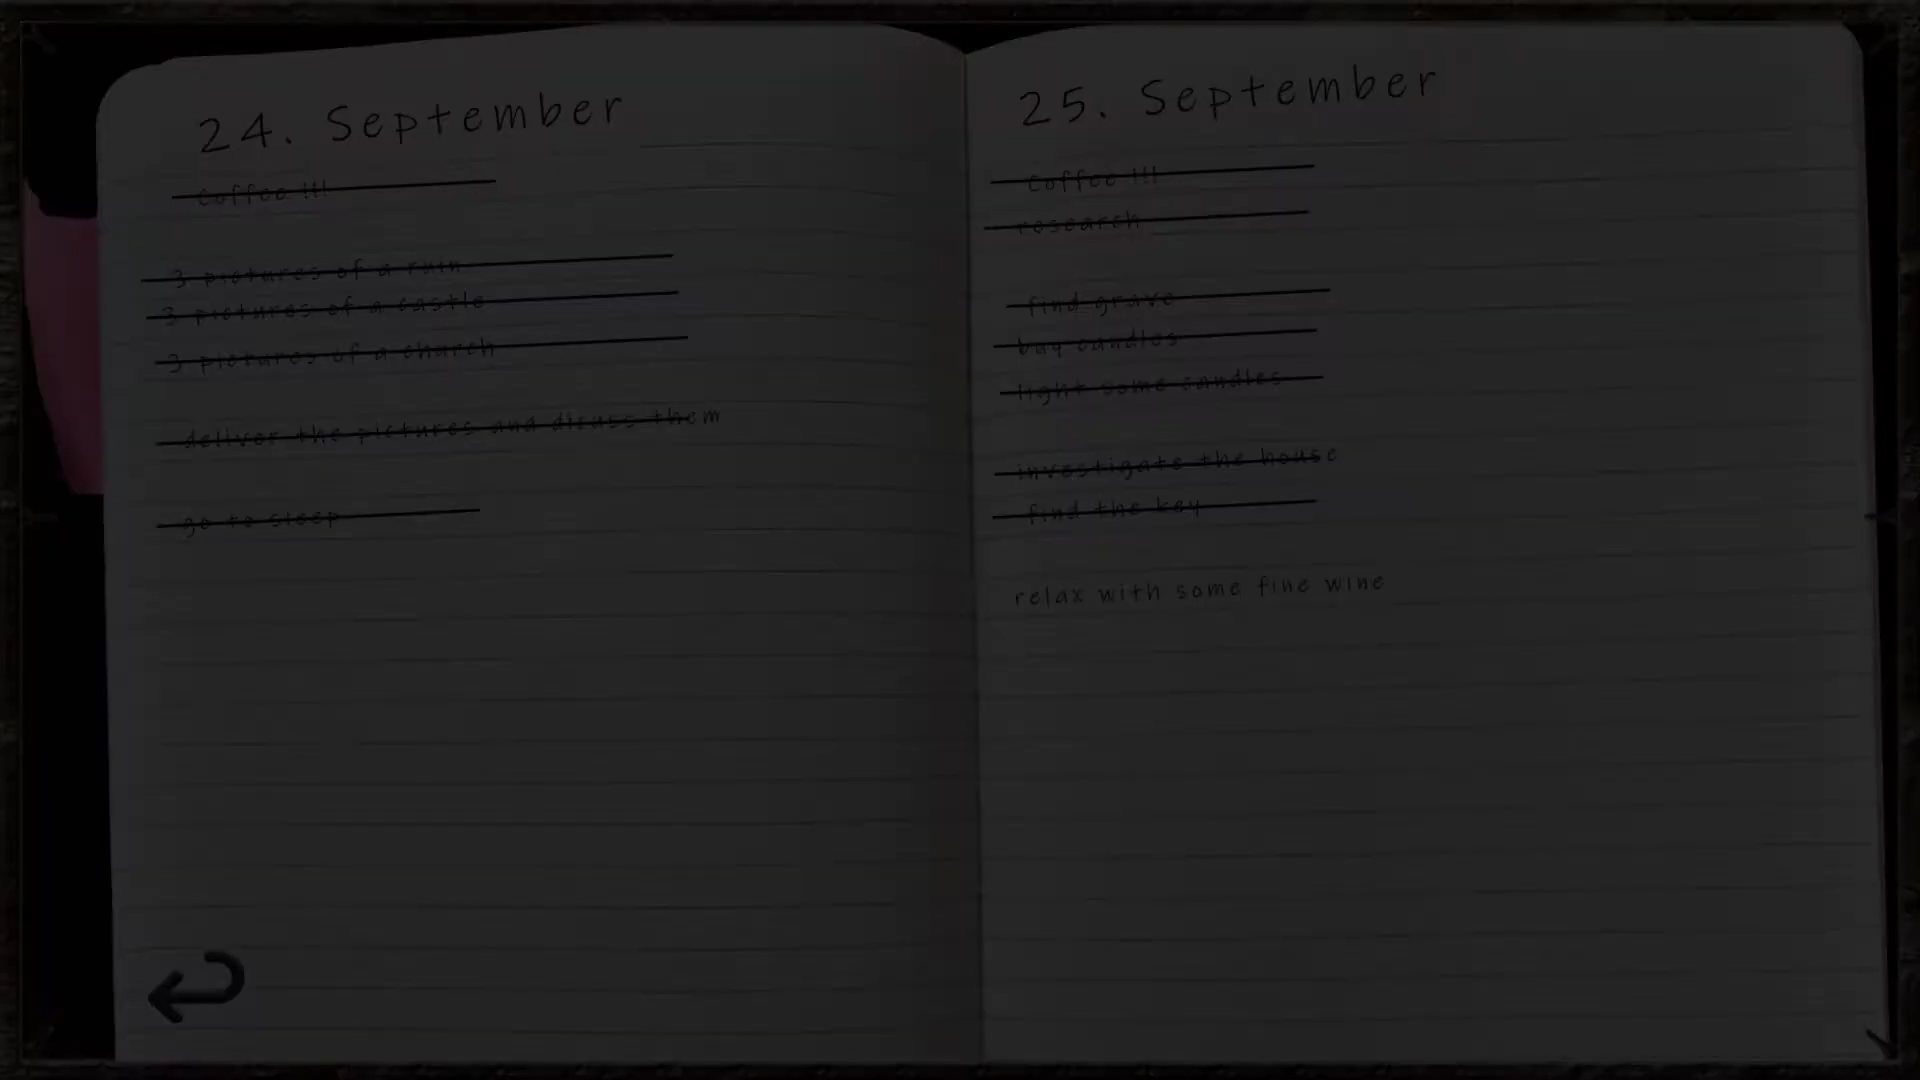 24. September
Coffee !!!
3 pictures of a ruin
3 pictures of a castle
3 pictures of a church
deliver the pictures and dicuss them
go to sleep
25. September
Coffee !!!
research
find grave
buy candles
light some candles
investigate the house
find the key
relax with some fine wine